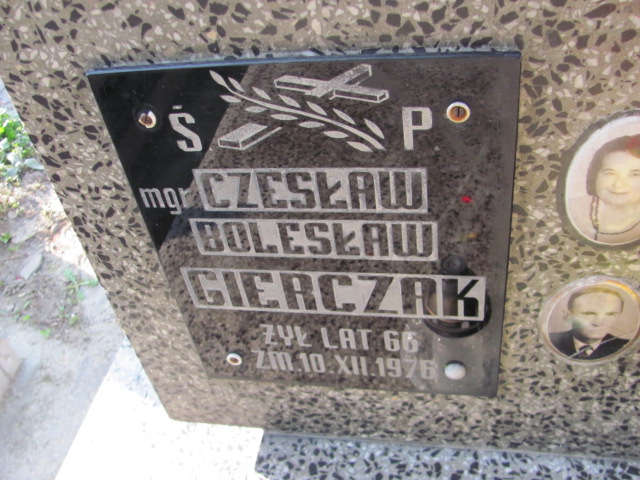 Ś P
mgr CZESŁAW
BOLESŁAW
GIERCZAK
ŻYŁ LAT 66
ZM. 10. XII. 1976